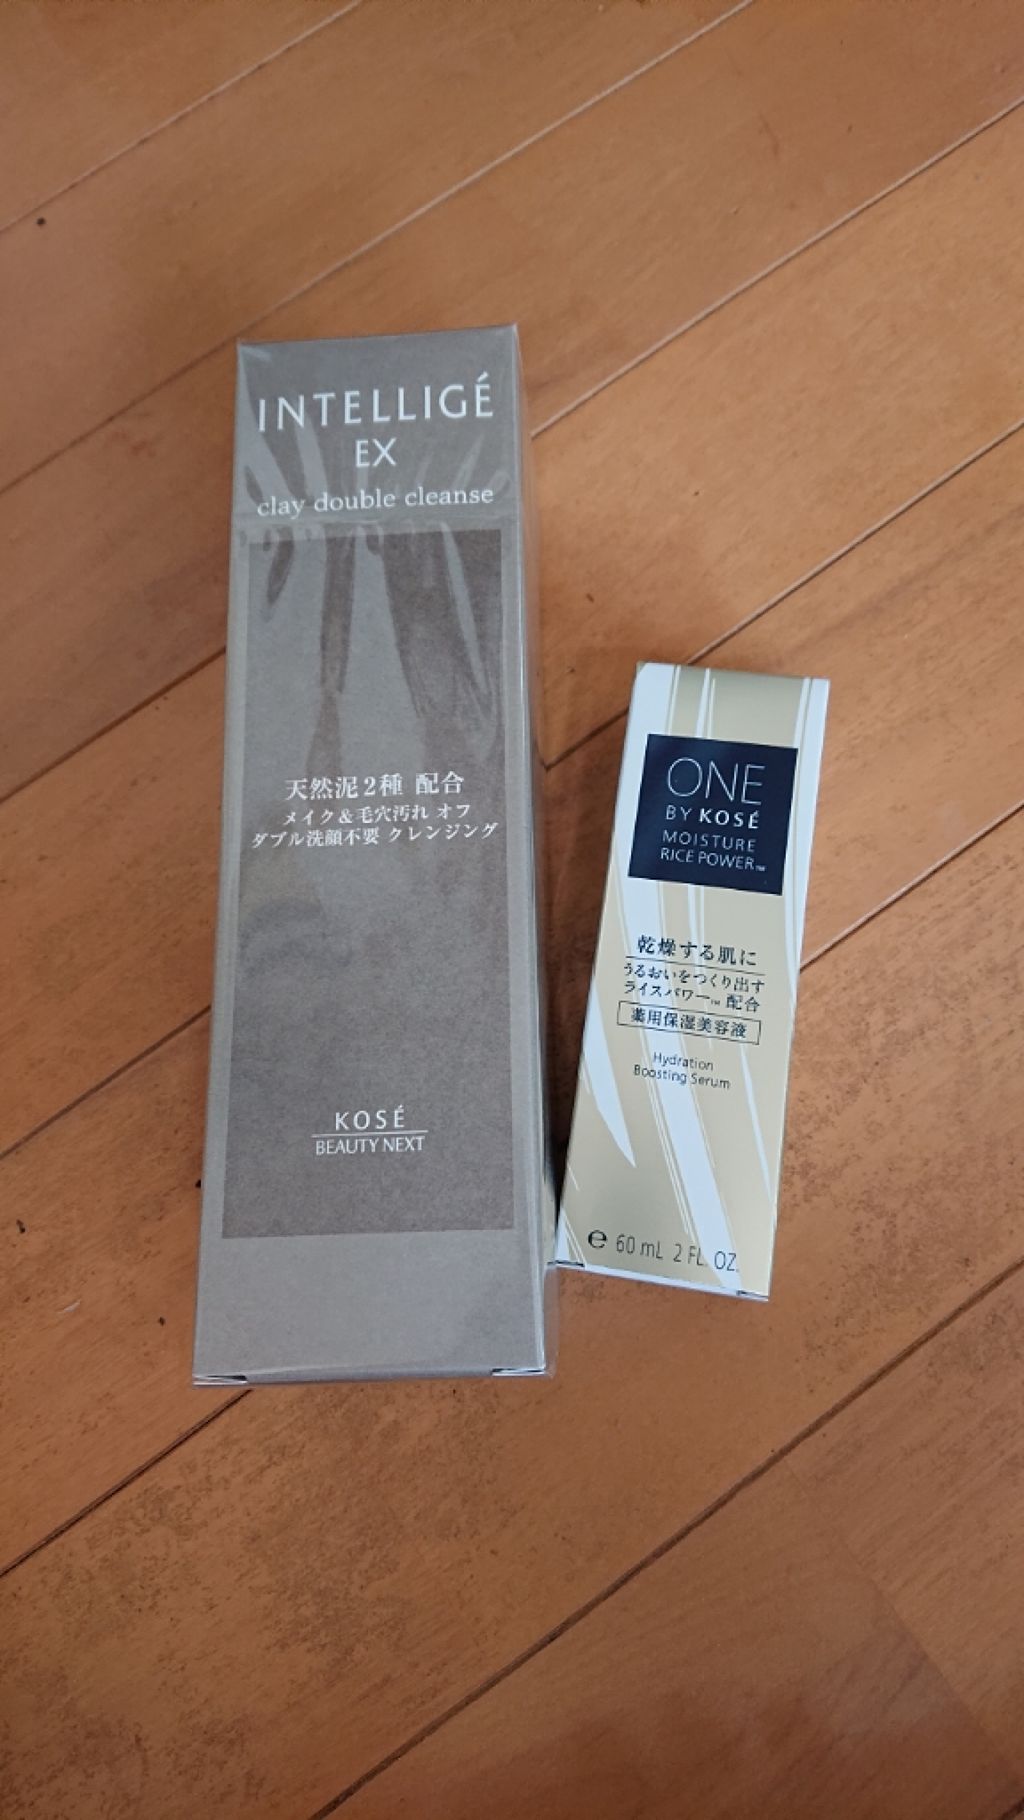 INTELLIGÉ
EX
clay double cleanse
天然泥2種 配合
メイク&毛穴汚れ オフ
ダブル洗顔不要 クレンジング
KOSÉ
BEAUTY NEXT
ONE
BY KOSÉ
MOISTURE
RICE POWER™
乾燥する肌に
うるおいをつくり出す
ライスパワー™ 配合
薬用保湿美容液
Hydration
Boosting Serum
℮ 60 mL 2 FL. OZ.